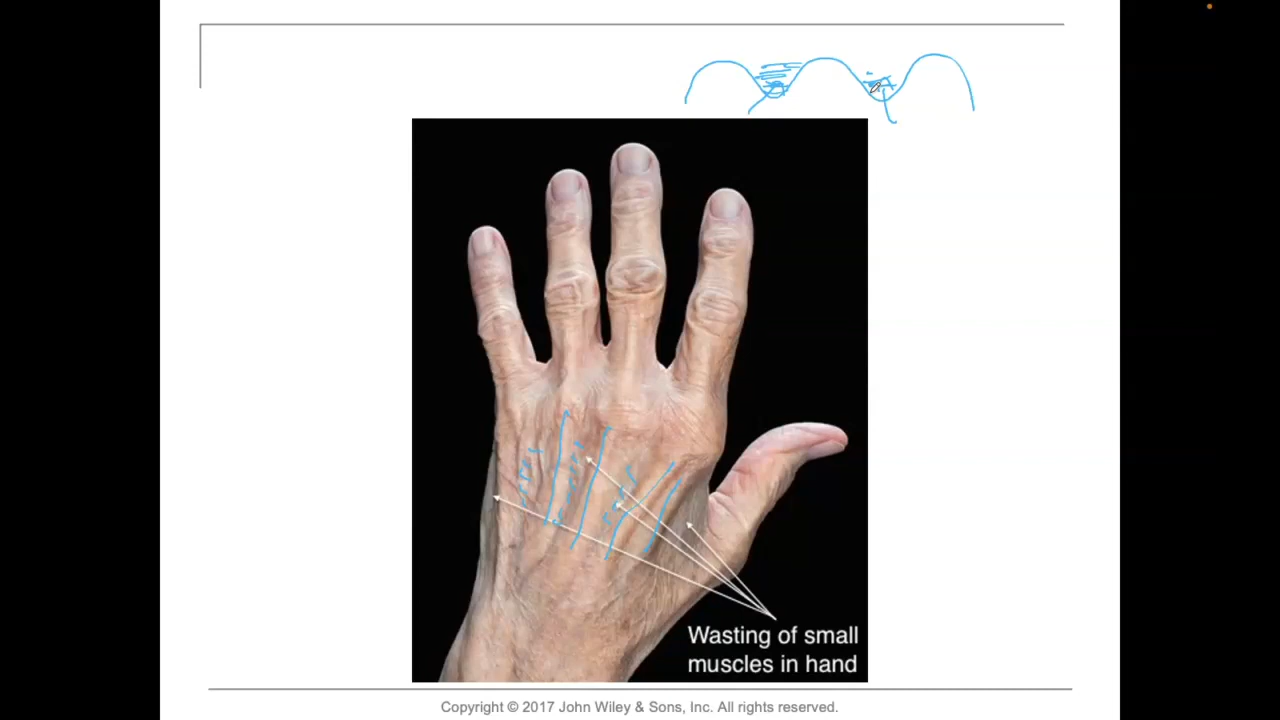 Wasting of small
muscles in hand
Copyright © 2017 John Wiley & Sons, Inc. All rights reserved.